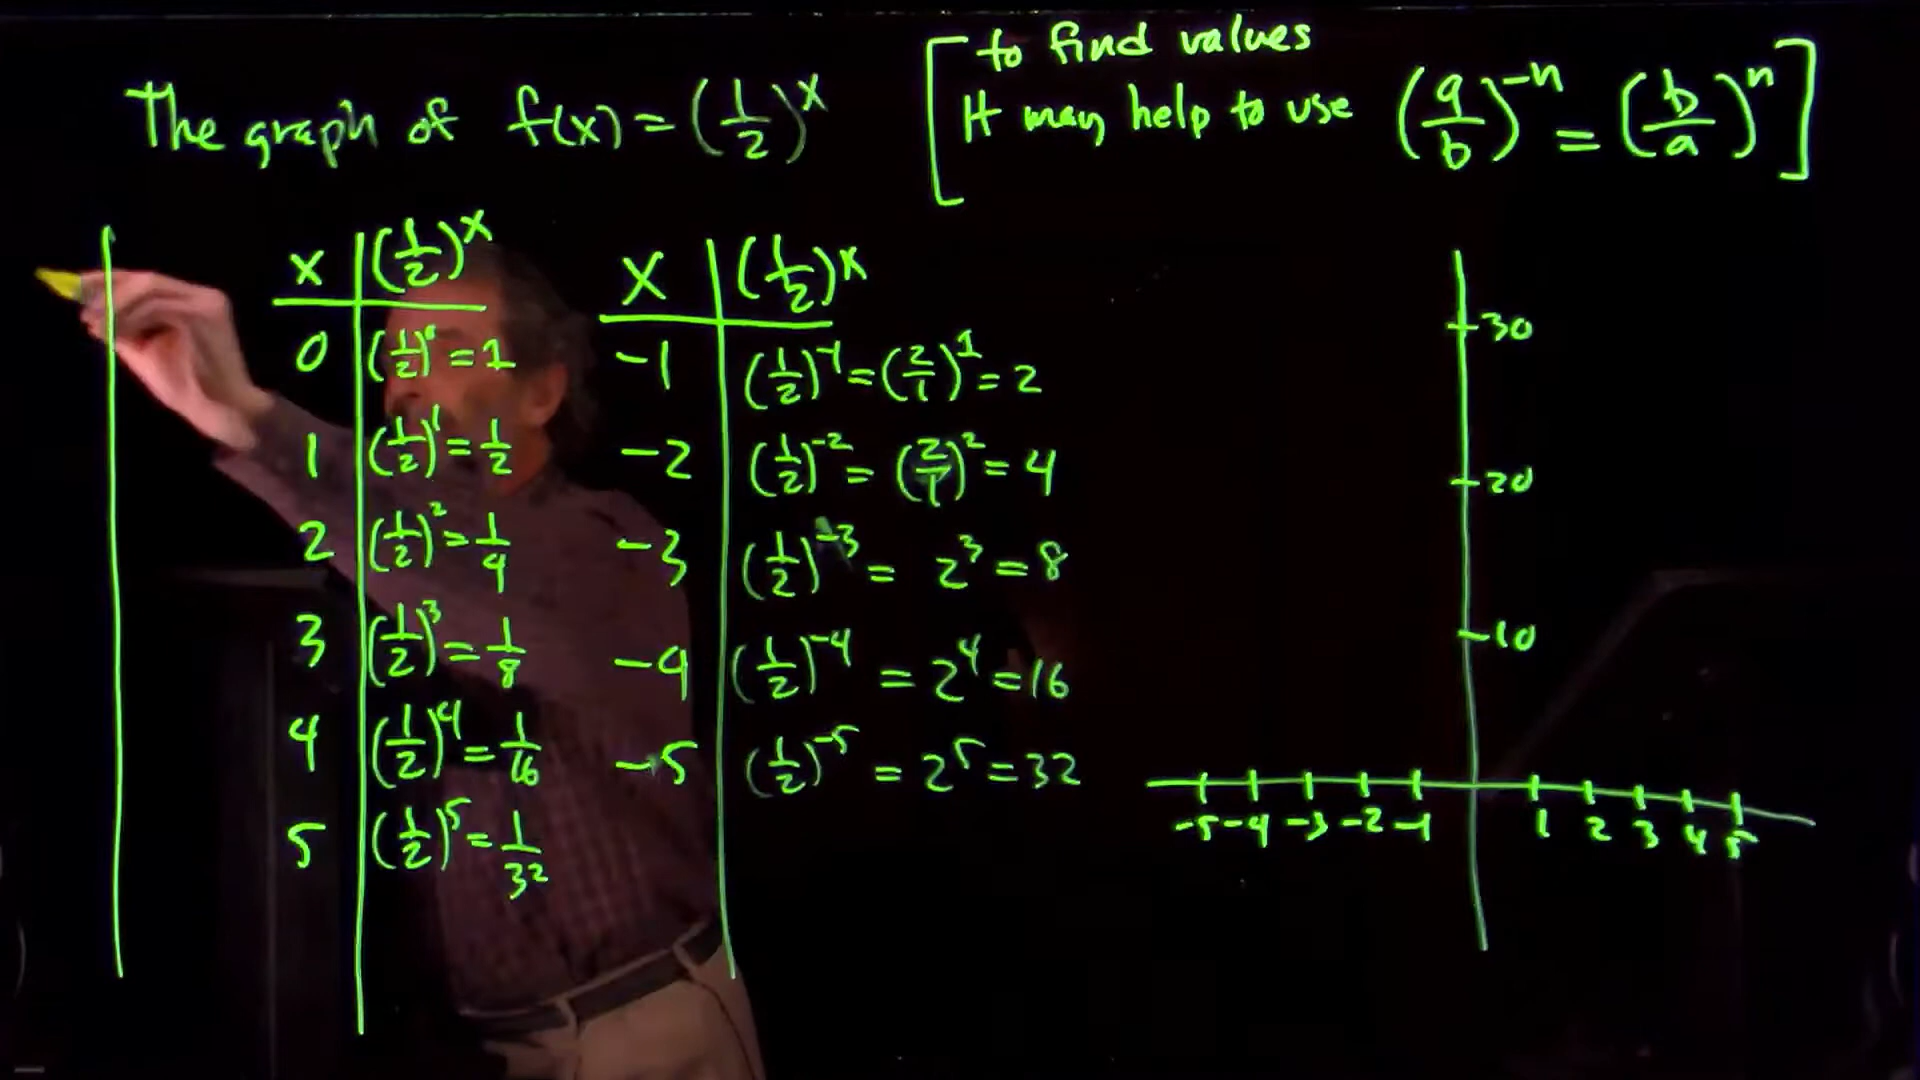 to find values
The graph of f(x) = (1/2)^x [It may help to use (a/b)^-n = (b/a)^n]
x | (1/2)^x
0 | (1/2)^0 = 1
1 | (1/2)^1 = 1/2
2 | (1/2)^2 = 1/4
3 | (1/2)^3 = 1/8
4 | (1/2)^4 = 1/16
5 | (1/2)^5 = 1/32
x | (1/2)^x
-1 | (1/2)^-1 = (2/1)^1 = 2
-2 | (1/2)^-2 = (2/1)^2 = 4
-3 | (1/2)^-3 = 2^3 = 8
-4 | (1/2)^-4 = 2^4 = 16
-5 | (1/2)^-5 = 2^5 = 32
30
20
10
-5 -4 -3 -2 -1 1 2 3 4 5